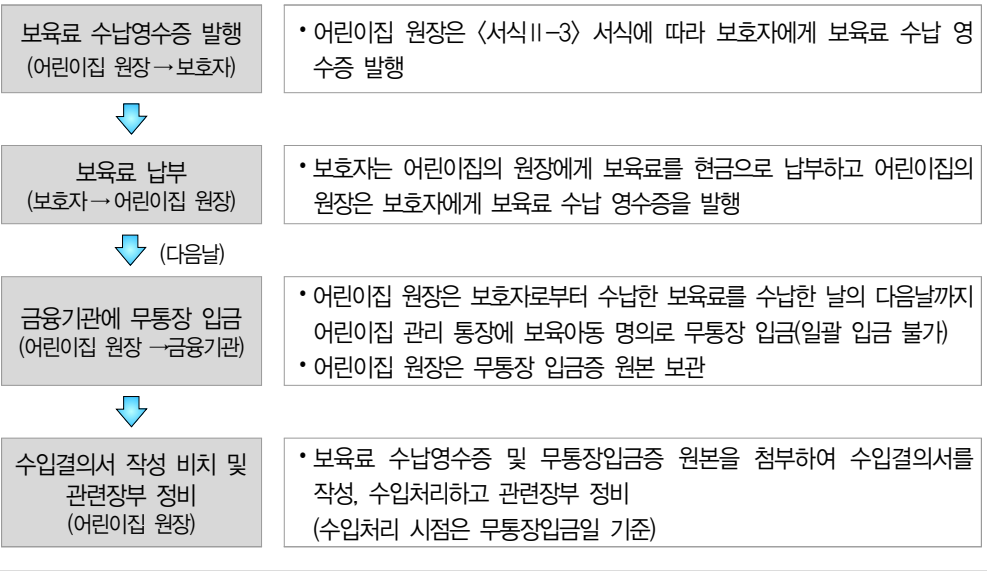 보육료 수납영수증 발행
(어린이집 원장→보호자)
• 어린이집 원장은 〈서식Ⅱ-3〉 서식에 따라 보호자에게 보육료 수납 영
수증 발행
보육료 납부
(보호자→어린이집 원장)
• 보호자는 어린이집의 원장에게 보육료를 현금으로 납부하고 어린이집의
원장은 보호자에게 보육료 수납 영수증을 발행
(다음날)
금융기관에 무통장 입금
(어린이집 원장 →금융기관)
• 어린이집 원장은 보호자로부터 수납한 보육료를 수납한 날의 다음날까지
어린이집 관리 통장에 보육아동 명의로 무통장 입금(일괄 입금 불가)
• 어린이집 원장은 무통장 입금증 원본 보관
수입결의서 작성 비치 및
관련장부 정비
(어린이집 원장)
• 보육료 수납영수증 및 무통장입금증 원본을 첨부하여 수입결의서를
작성, 수입처리하고 관련장부 정비
(수입처리 시점은 무통장입금일 기준)